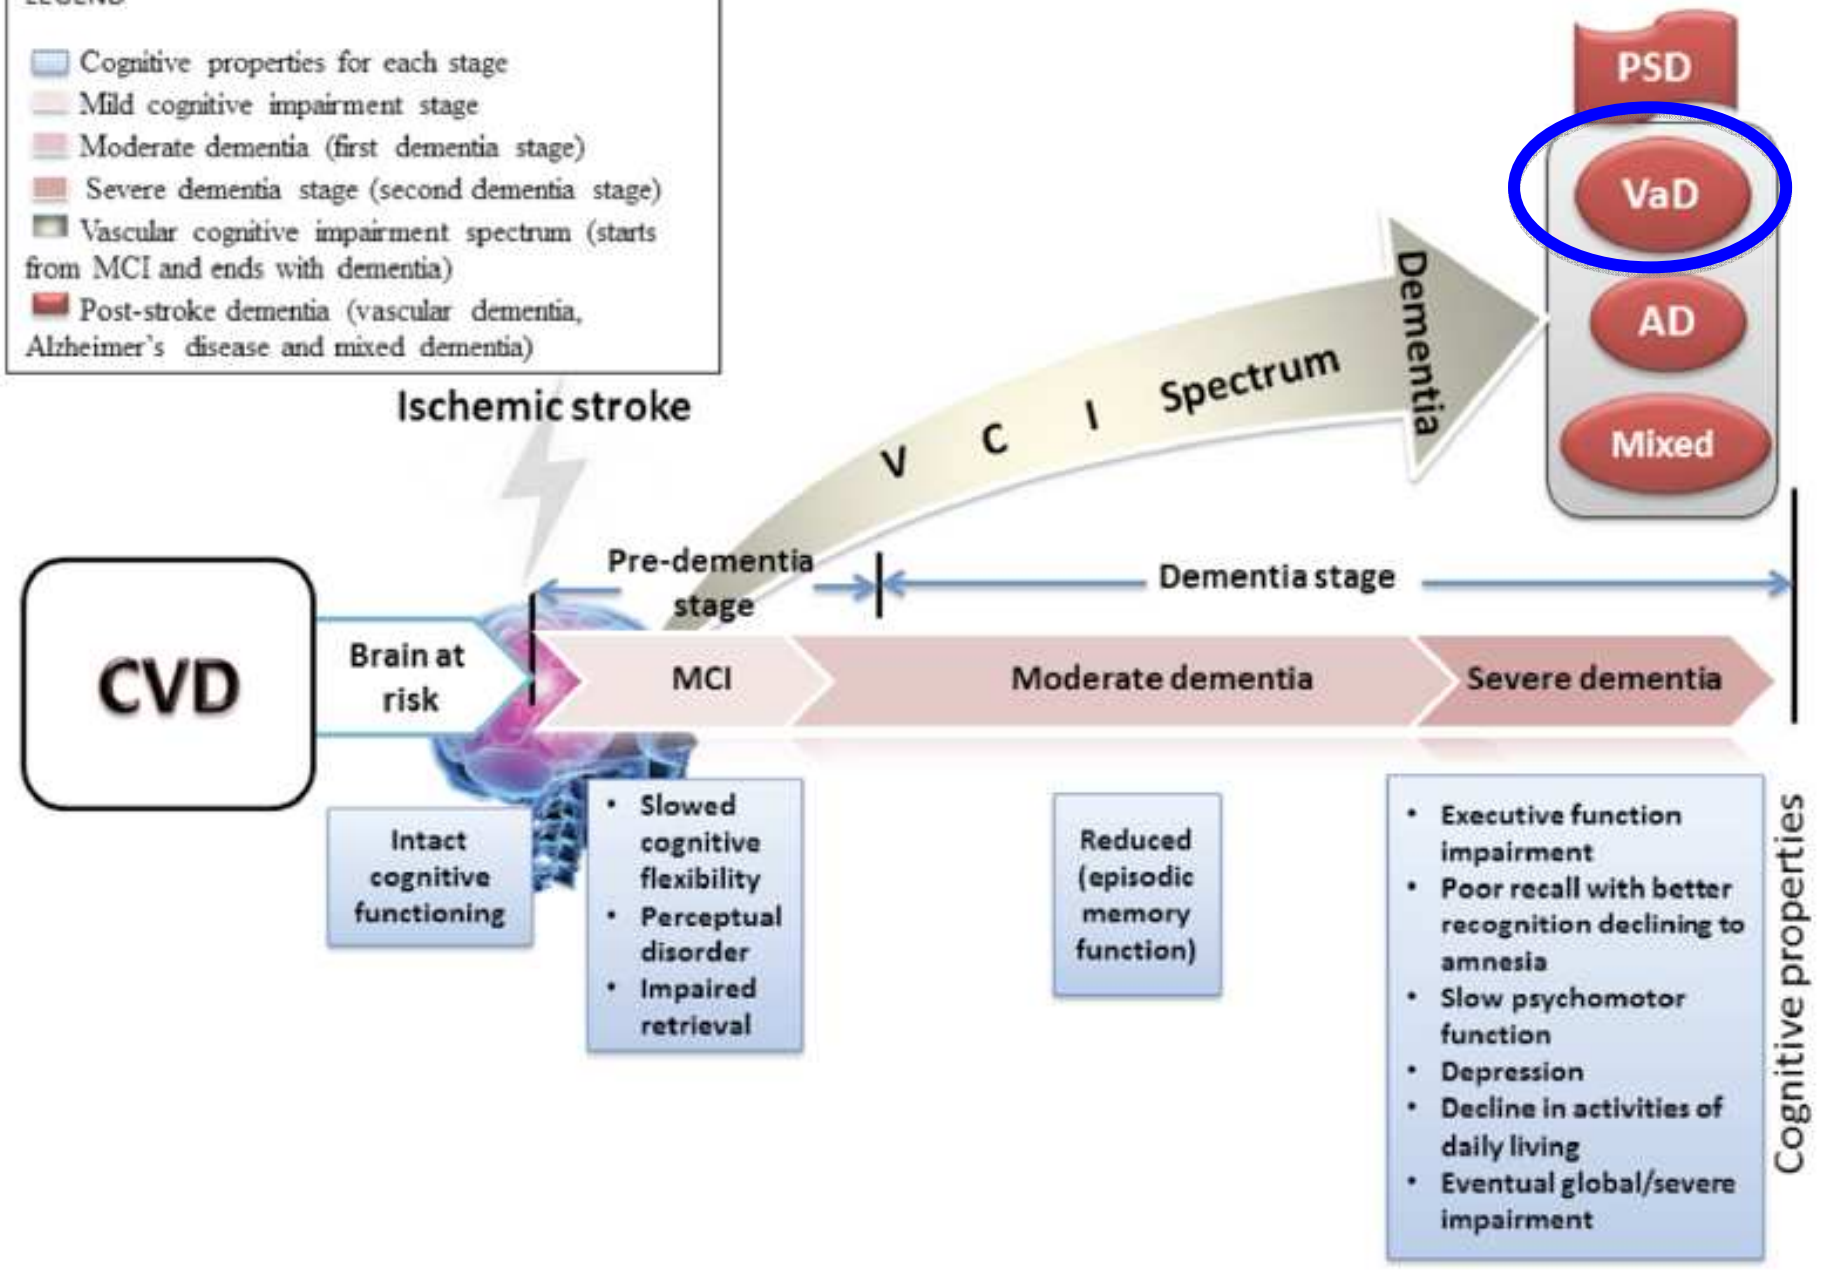 LEGEND
Cognitive properties for each stage
Mild cognitive impairment stage
Moderate dementia (first dementia stage)
Severe dementia stage (second dementia stage)
Vascular cognitive impairment spectrum (starts
from MCI and ends with dementia)
Post-stroke dementia (vascular dementia,
Alzheimer's disease and mixed dementia)
PSD
VaD
AD
Mixed
Dementia
V C I Spectrum
Ischemic stroke
Pre-dementia
stage
Dementia stage
CVD
Brain at
risk
MCI
Moderate dementia
Severe dementia
Intact
cognitive
functioning
• Slowed
cognitive
flexibility
• Perceptual
disorder
• Impaired
retrieval
Reduced
(episodic
memory
function)
• Executive function
impairment
• Poor recall with better
recognition declining to
amnesia
• Slow psychomotor
function
• Depression
• Decline in activities of
daily living
• Eventual global/severe
impairment
Cognitive properties